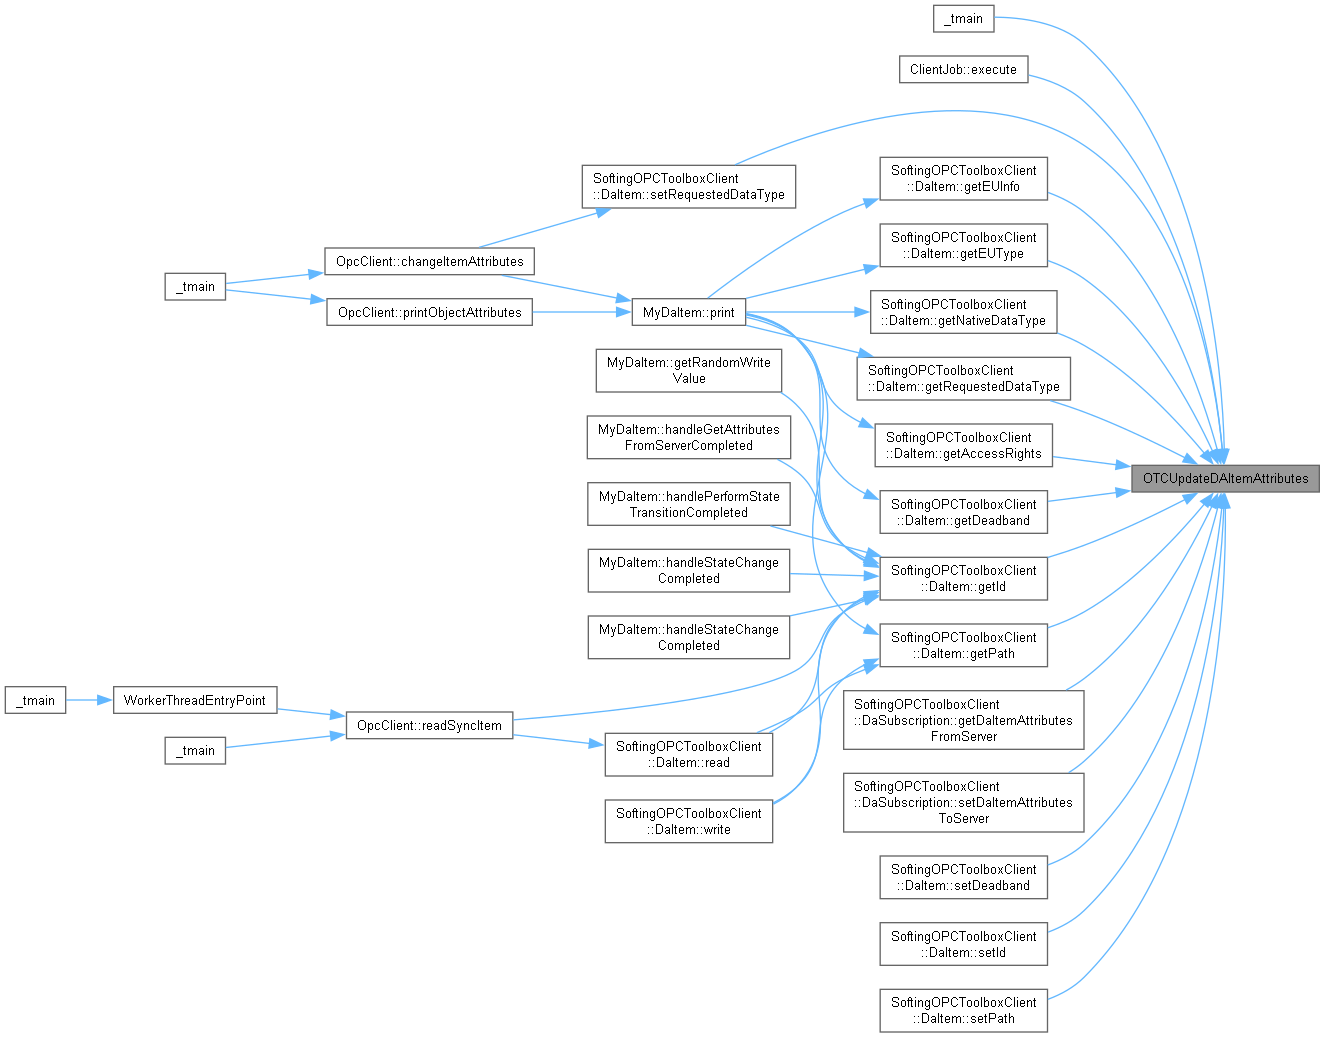 _tmain
ClientJob::execute
SoftingOPCToolboxClient
::DaItem::setRequestedDataType
SoftingOPCToolboxClient
::DaItem::getEUInfo
SoftingOPCToolboxClient
::DaItem::getEUType
OpcClient::changeItemAttributes
_tmain
OpcClient::printObjectAttributes
MyDaItem::print
SoftingOPCToolboxClient
::DaItem::getNativeDataType
MyDaItem::getRandomWrite
Value
SoftingOPCToolboxClient
::DaItem::getRequestedDataType
MyDaItem::handleGetAttributes
FromServerCompleted
SoftingOPCToolboxClient
::DaItem::getAccessRights
OTCUpdateDAItemAttributes
MyDaItem::handlePerformState
TransitionCompleted
SoftingOPCToolboxClient
::DaItem::getDeadband
MyDaItem::handleStateChange
Completed
SoftingOPCToolboxClient
::DaItem::getId
MyDaItem::handleStateChange
Completed
SoftingOPCToolboxClient
::DaItem::getPath
_tmain
WorkerThreadEntryPoint
OpcClient::readSyncItem
_tmain
SoftingOPCToolboxClient
::DaItem::read
SoftingOPCToolboxClient
::DaSubscription::getDaItemAttributes
FromServer
SoftingOPCToolboxClient
::DaItem::write
SoftingOPCToolboxClient
::DaSubscription::setDaItemAttributes
ToServer
SoftingOPCToolboxClient
::DaItem::setDeadband
SoftingOPCToolboxClient
::DaItem::setId
SoftingOPCToolboxClient
::DaItem::setPath